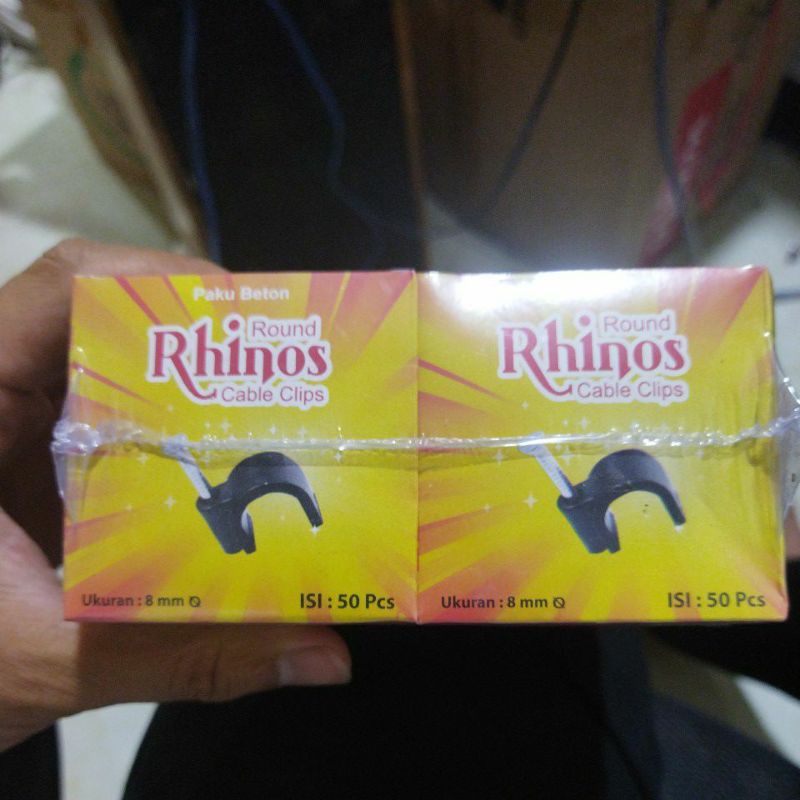 Paku Beton
Round
Rhinos
Cable Clips
Ukuran : 8 mm
ISI : 50 Pcs
Round
Rhinos
Cable Clips
Ukuran : 8 mm
ISI : 50 Pcs